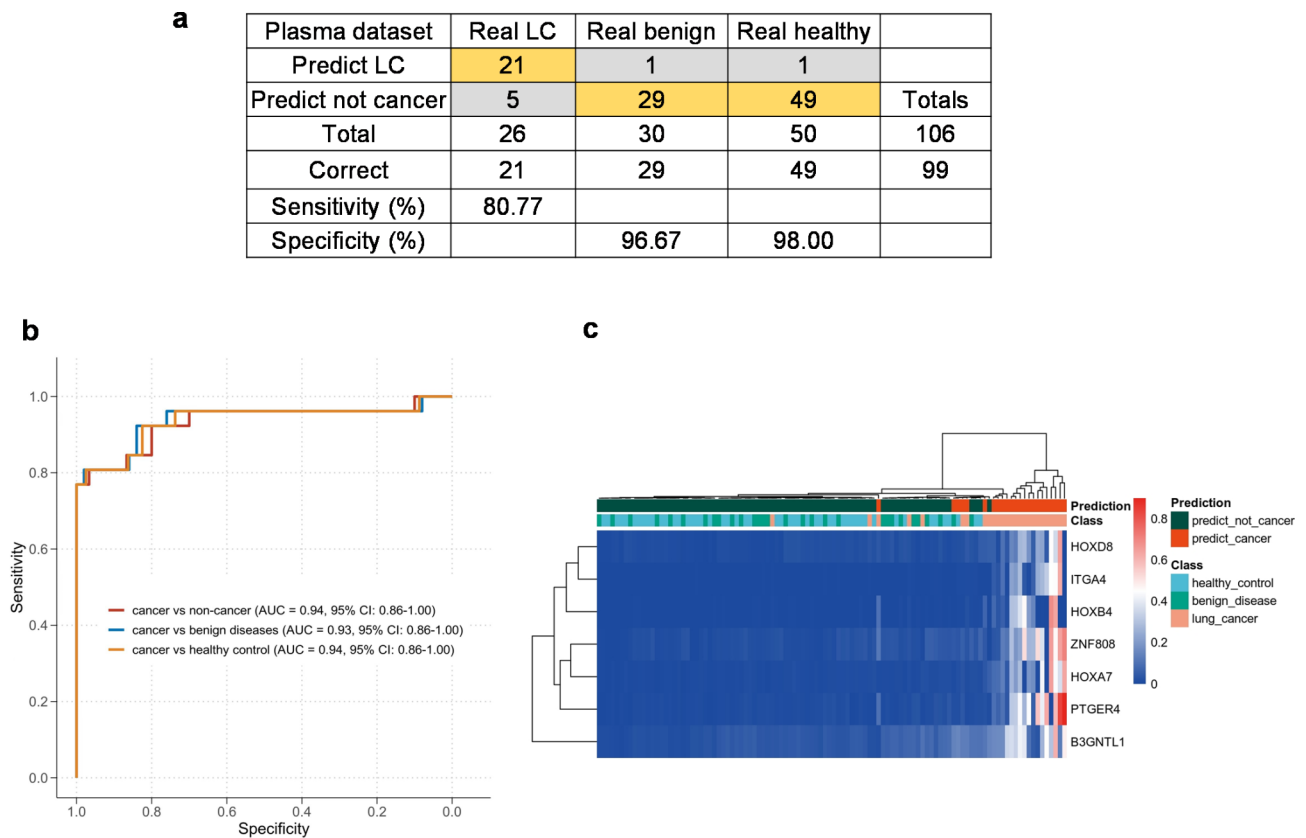 a
Plasma dataset Real LC Real benign Real healthy
Predict LC 21 1 1
Predict not cancer 5 29 49 Totals
Total 26 30 50 106
Correct 21 29 49 99
Sensitivity (%) 80.77
Specificity (%) 96.67 98.00
b
1.0
0.8
0.6
0.4
0.2
0.0
Sensitivity
cancer vs non-cancer (AUC = 0.94, 95% CI: 0.86-1.00)
cancer vs benign diseases (AUC = 0.93, 95% CI: 0.86-1.00)
cancer vs healthy control (AUC = 0.94, 95% CI: 0.86-1.00)
1.0 0.8 0.6 0.4 0.2 0.0
Specificity
c
Prediction
Class
HOXD8
ITGA4
HOXB4
ZNF808
HOXA7
PTGER4
B3GNTL1
0.8
0.6
0.4
0.2
0
Prediction
predict_not_cancer
predict_cancer
Class
healthy_control
benign_disease
lung_cancer